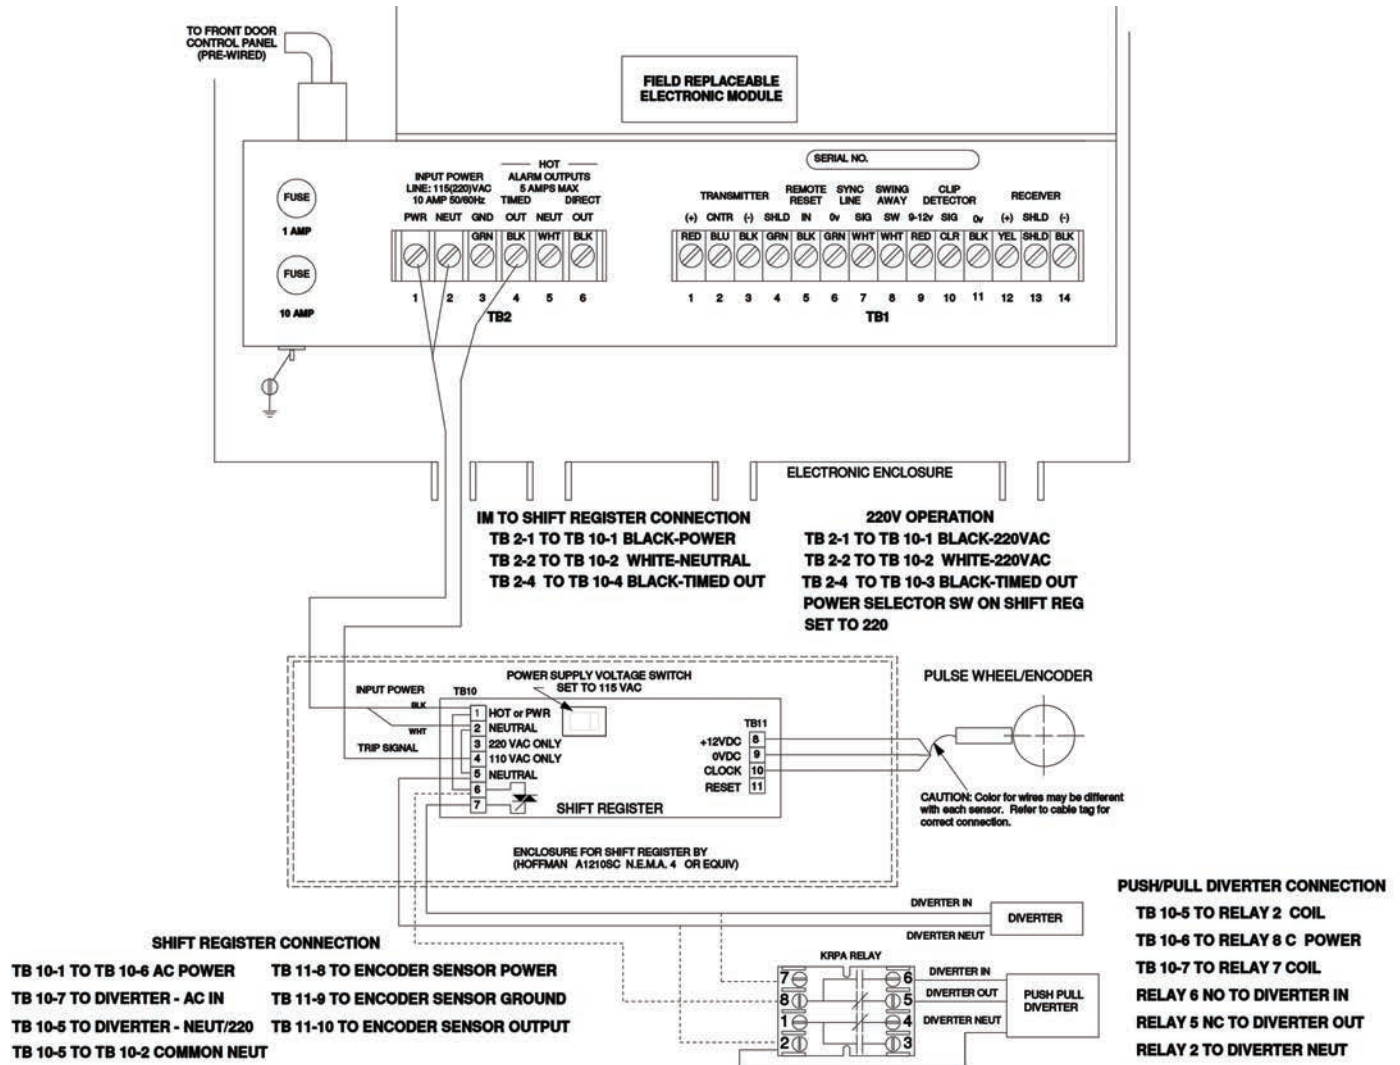 TO FRONT DOOR
CONTROL PANEL
(PRE-WIRED)
FIELD REPLACEABLE
ELECTRONIC MODULE
SERIAL NO.
FUSE
1 AMP
FUSE
10 AMP
HOT
INPUT POWER ALARM OUTPUTS
LINE: 115(220)VAC 5 AMPS MAX
10 AMP 50/60Hz TIMED DIRECT
PWR NEUT GND OUT NEUT OUT
GRN BLK WHT BLK
1 2 3 4 5 6
TB2
TRANSMITTER REMOTE RESET SYNC LINE SWING AWAY CLIP DETECTOR RECEIVER
(+) CNTR (-) SHLD IN 0v SIG SW 9-12v SIG 0v (+) SHLD (-)
RED BLU BLK GRN BLK GRN WHT WHT RED CLR BLK YEL SHLD BLK
1 2 3 4 5 6 7 8 9 10 11 12 13 14
TB1
ELECTRONIC ENCLOSURE
IM TO SHIFT REGISTER CONNECTION
TB 2-1 TO TB 10-1 BLACK-POWER
TB 2-2 TO TB 10-2 WHITE-NEUTRAL
TB 2-4 TO TB 10-4 BLACK-TIMED OUT
220V OPERATION
TB 2-1 TO TB 10-1 BLACK-220VAC
TB 2-2 TO TB 10-2 WHITE-220VAC
TB 2-4 TO TB 10-3 BLACK-TIMED OUT
POWER SELECTOR SW ON SHIFT REG
SET TO 220
POWER SUPPLY VOLTAGE SWITCH
SET TO 115 VAC
INPUT POWER
BLK
WHT
TRIP SIGNAL
TB10
1 HOT or PWR
2 NEUTRAL
3 220 VAC ONLY
4 110 VAC ONLY
5 NEUTRAL
6
7
SHIFT REGISTER
TB11
+12VDC 8
0VDC 9
CLOCK 10
RESET 11
ENCLOSURE FOR SHIFT REGISTER BY
(HOFFMAN A1210SC N.E.M.A. 4 OR EQUIV)
PULSE WHEEL/ENCODER
CAUTION: Color for wires may be different
with each sensor. Refer to cable tag for
correct connection.
DIVERTER IN
DIVERTER NEUT
DIVERTER
SHIFT REGISTER CONNECTION
TB 10-1 TO TB 10-6 AC POWER
TB 10-7 TO DIVERTER - AC IN
TB 10-5 TO DIVERTER - NEUT/220
TB 10-5 TO TB 10-2 COMMON NEUT
TB 11-8 TO ENCODER SENSOR POWER
TB 11-9 TO ENCODER SENSOR GROUND
TB 11-10 TO ENCODER SENSOR OUTPUT
KRPA RELAY
7 6
8 5
1 4
2 3
DIVERTER IN
DIVERTER OUT
DIVERTER NEUT
PUSH PULL
DIVERTER
PUSH/PULL DIVERTER CONNECTION
TB 10-5 TO RELAY 2 COIL
TB 10-6 TO RELAY 8 C POWER
TB 10-7 TO RELAY 7 COIL
RELAY 6 NO TO DIVERTER IN
RELAY 5 NC TO DIVERTER OUT
RELAY 2 TO DIVERTER NEUT